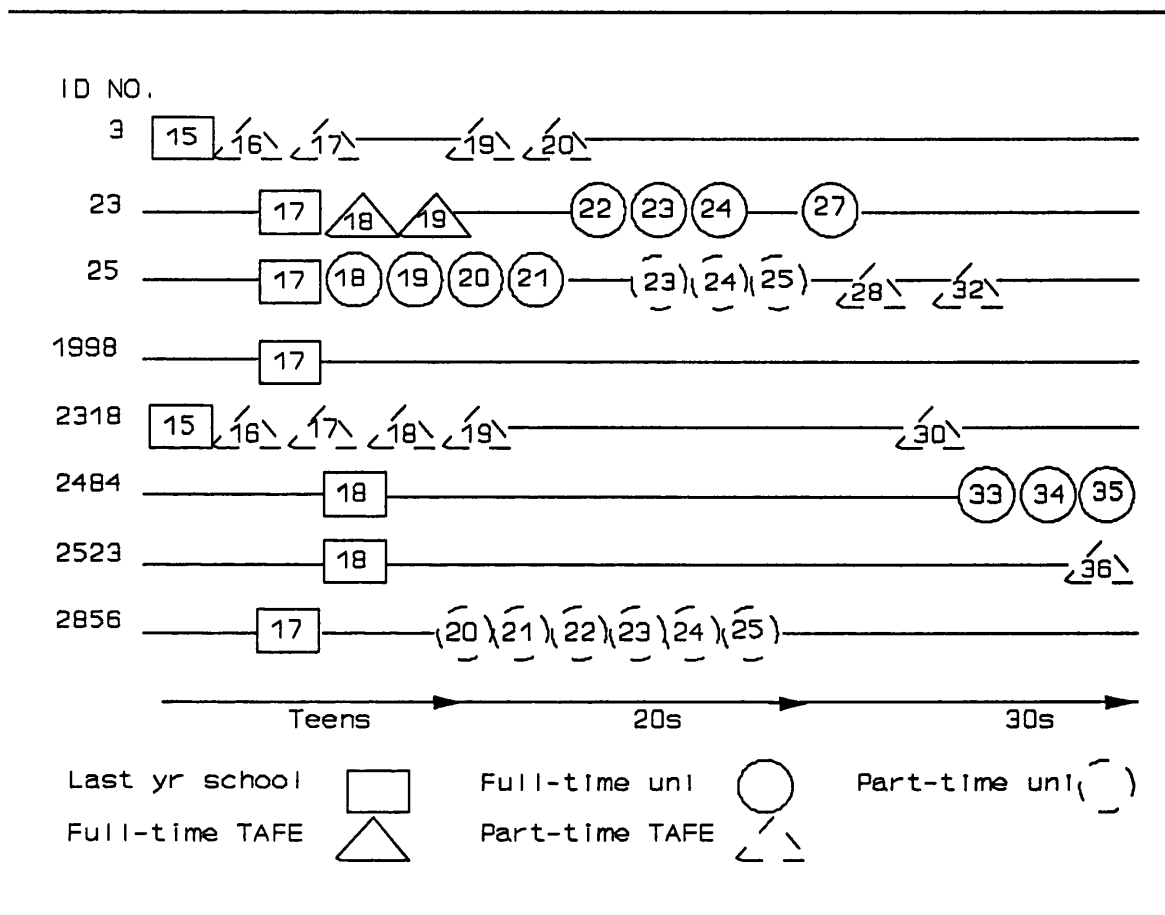 ID NO.
3 15 16 17 19 20
23 17 18 19 22 23 24 27
25 17 18 19 20 21 23 24 25 28 32
1998 17
2318 15 16 17 18 19 30
2484 18 33 34 35
2523 18 36
2856 17 20 21 22 23 24 25
Teens 20s 30s
Last yr school Full-time uni Part-time uni
Full-time TAFE Part-time TAFE